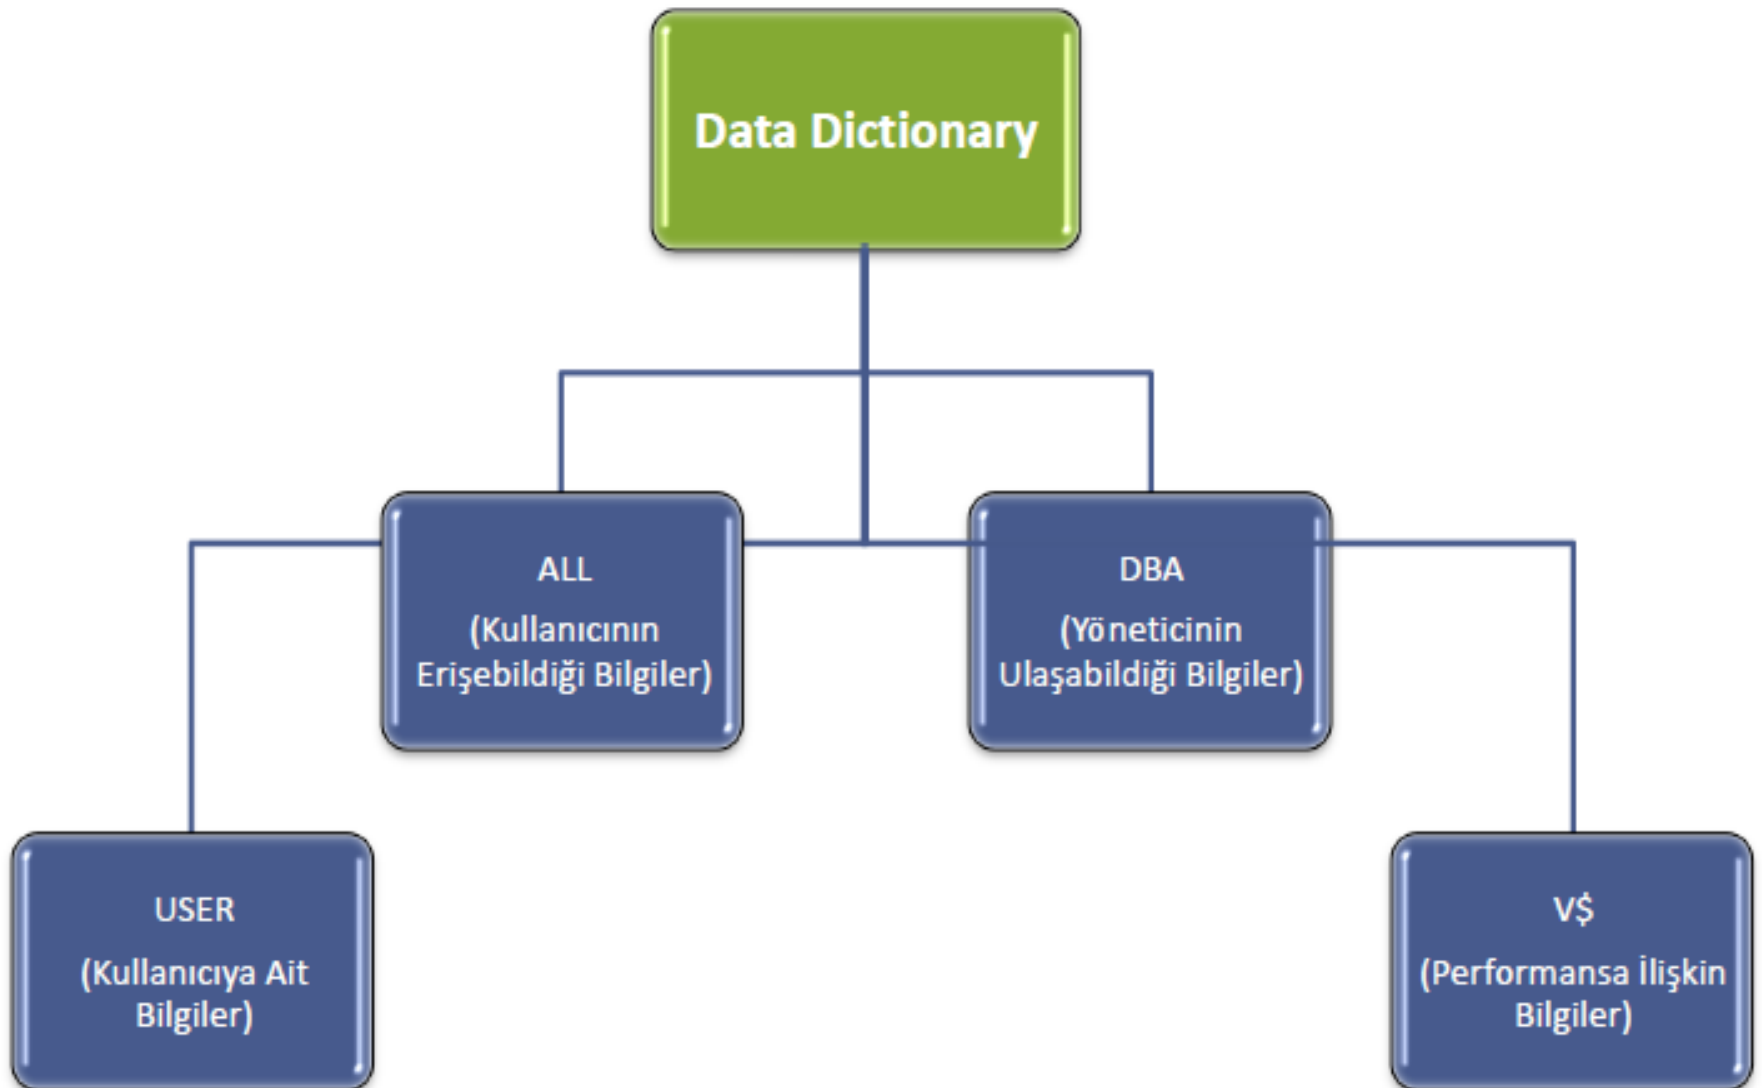 Data Dictionary
ALL
(Kullanıcının
Erişebildiği Bilgiler)
DBA
(Yöneticinin
Ulaşabildiği Bilgiler)
USER
(Kullanıcıya Ait
Bilgiler)
V$
(Performansa İlişkin
Bilgiler)